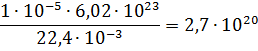 1 · 10⁻⁵ · 6,02 · 10²³
22,4 · 10⁻³
= 2,7 · 10²⁰